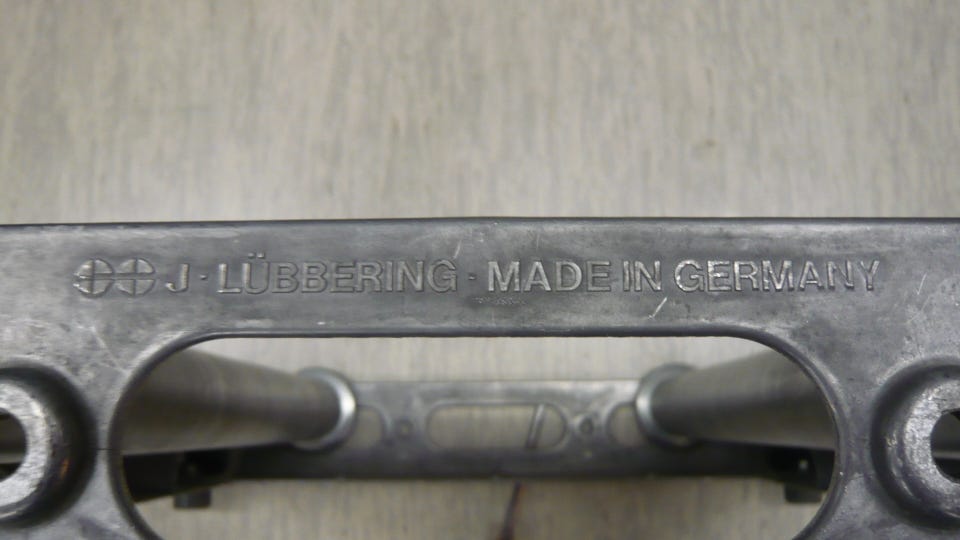 J · LÜBBERING · MADE IN GERMANY